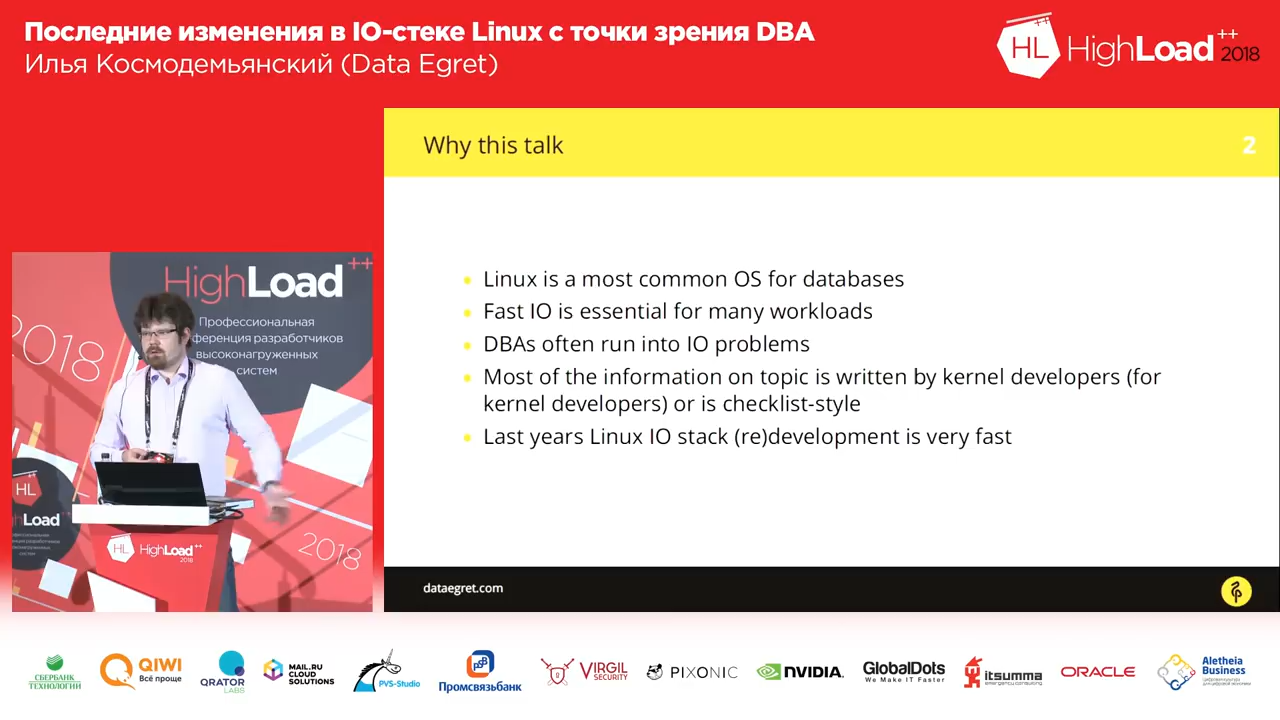 Последние изменения в IO-стеке Linux с точки зрения DBA
Илья Космодемьянский (Data Egret)
HL HighLoad++ 2018
Why this talk
2
Linux is a most common OS for databases
Fast IO is essential for many workloads
DBAs often run into IO problems
Most of the information on topic is written by kernel developers (for
kernel developers) or is checklist-style
Last years Linux IO stack (re)development is very fast
dataegret.com
HighLoad++
Профессиональная
ференция разработчиков
высоконагруженных
систем
2018
HL
Load++
HL HighLoad++
2018
2018
СБЕРБАНК
ТЕХНОЛОГИИ
QIWI
Всё проще
QRATOR
LABS
MAIL.RU
CLOUD
SOLUTIONS
PVS-Studio
PSB
Промсвязьбанк
VIRGIL
SECURITY
PIXONIC
NVIDIA.
GlobalDots
We Make IT Faster
itsumma
emergency consulting
ORACLE
Aletheia
Business